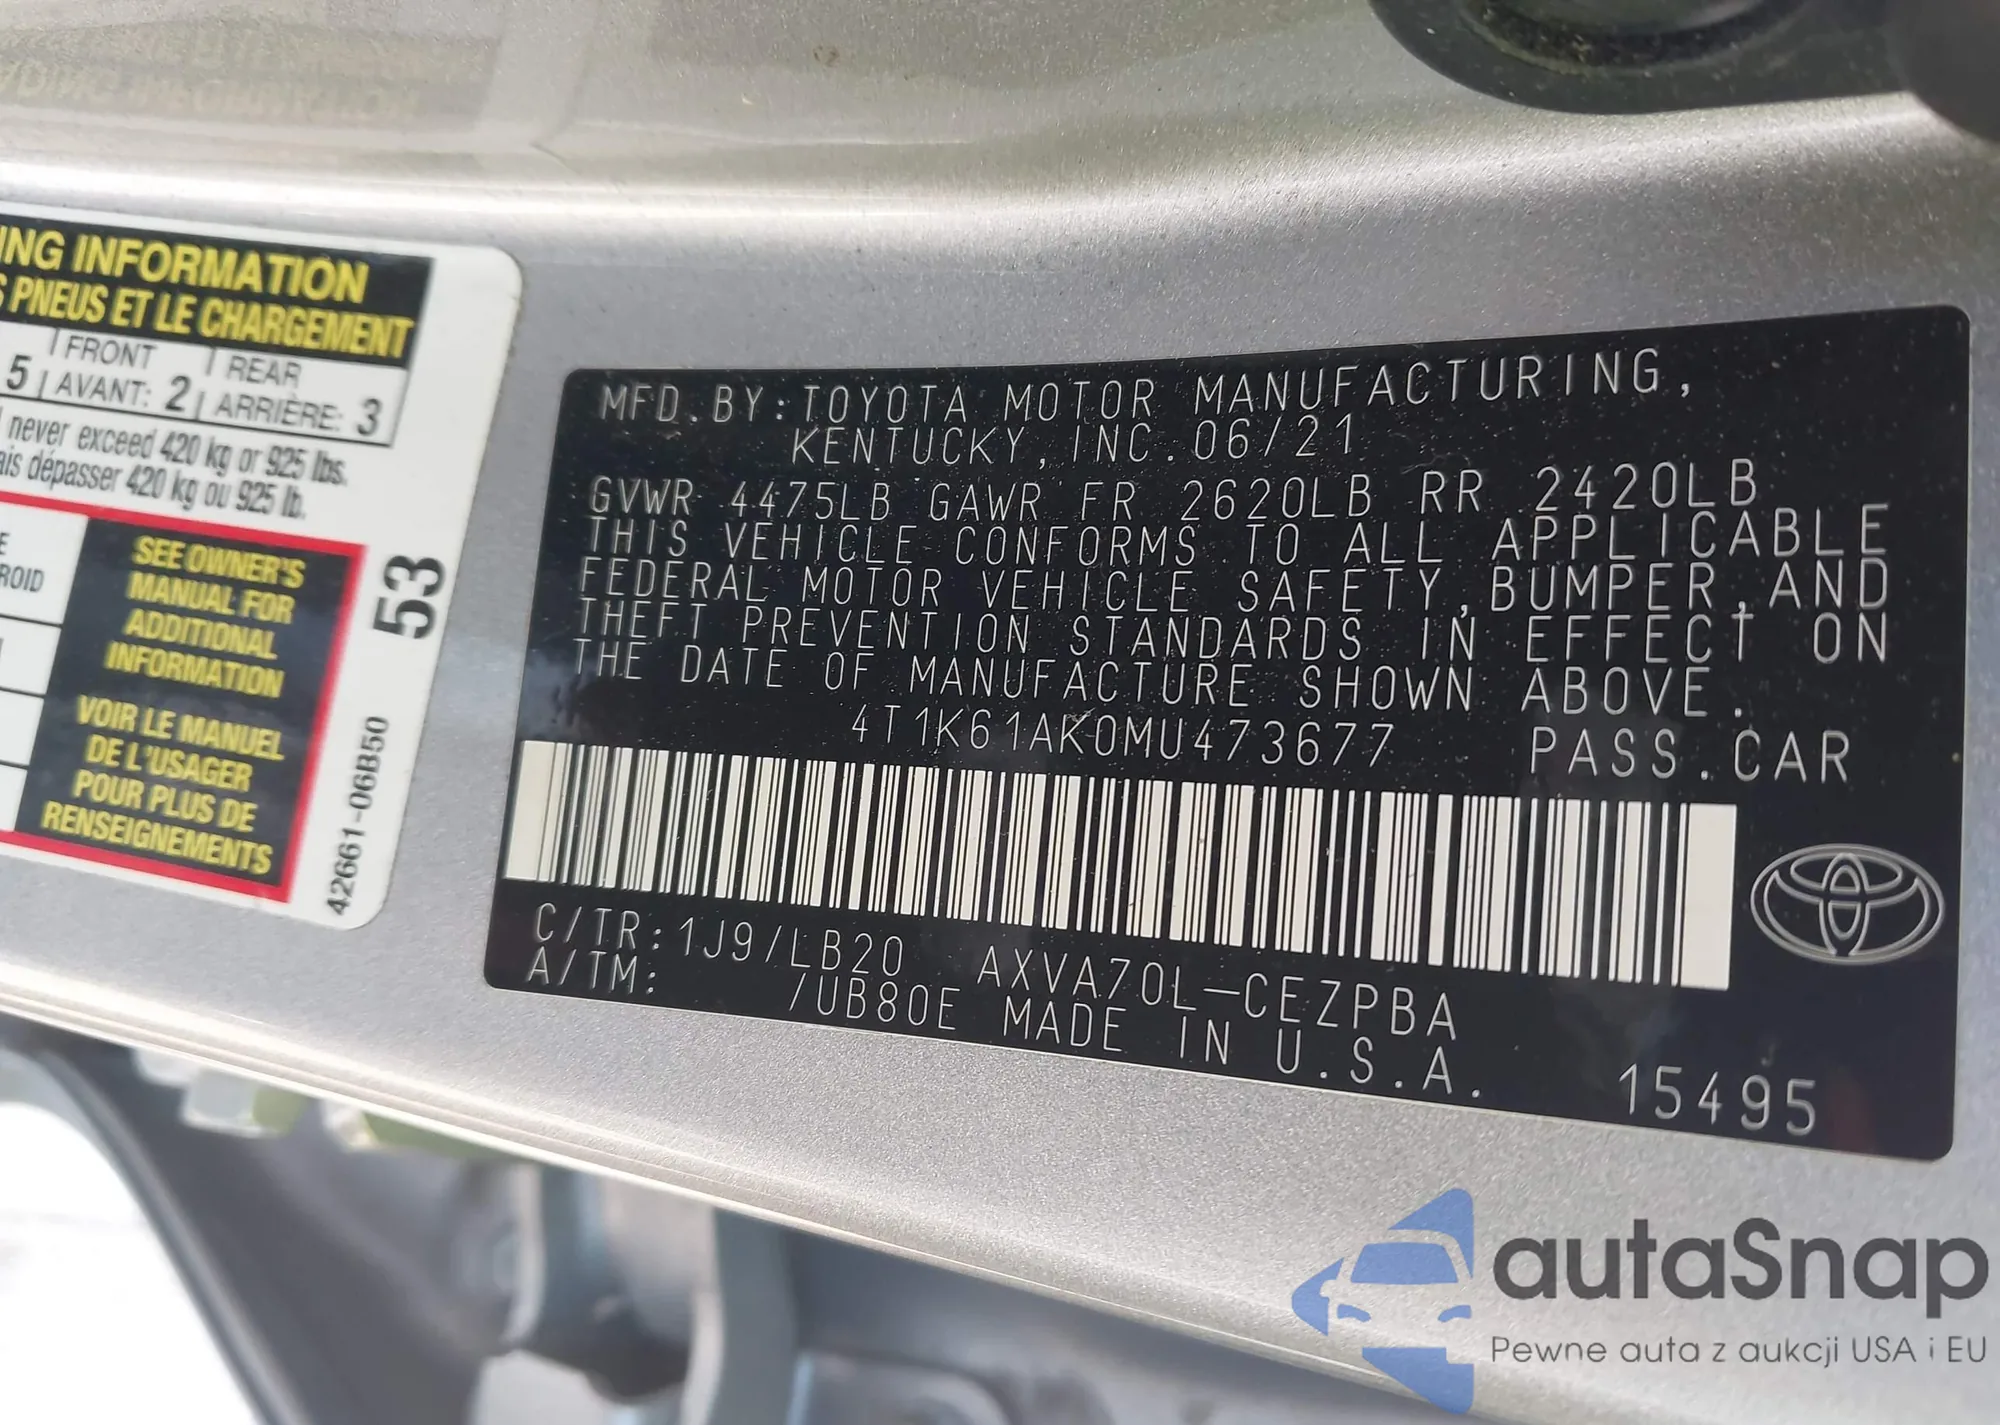 ING INFORMATION
S PNEUS ET LE CHARGEMENT
5 FRONT AVANT: 2 REAR ARRIÈRE: 3
never exceed 420 kg or 925 lbs.
ais dépasser 420 kg ou 925 lb.
E
ROID
SEE OWNER'S
MANUAL FOR
ADDITIONAL
INFORMATION
VOIR LE MANUEL
DE L'USAGER
POUR PLUS DE
RENSEIGNEMENTS
53
42661-06B50
MFD. BY: TOYOTA MOTOR MANUFACTURING,
KENTUCKY, INC. 06/21
GVWR 4475LB GAWR FR 2620LB RR 2420LB
THIS VEHICLE CONFORMS TO ALL APPLICABLE
FEDERAL MOTOR VEHICLE SAFETY, BUMPER, AND
THEFT PREVENTION STANDARDS IN EFFECT ON
THE DATE OF MANUFACTURE SHOWN ABOVE.
4T1K61AK0MU473677 PASS. CAR
C/TR: 1J9/LB20 AXVA70L-CEZPBA
A/TM: /UB80E MADE IN U.S.A.
15495
autaSnap
Pewne auta z aukcji USA i EU